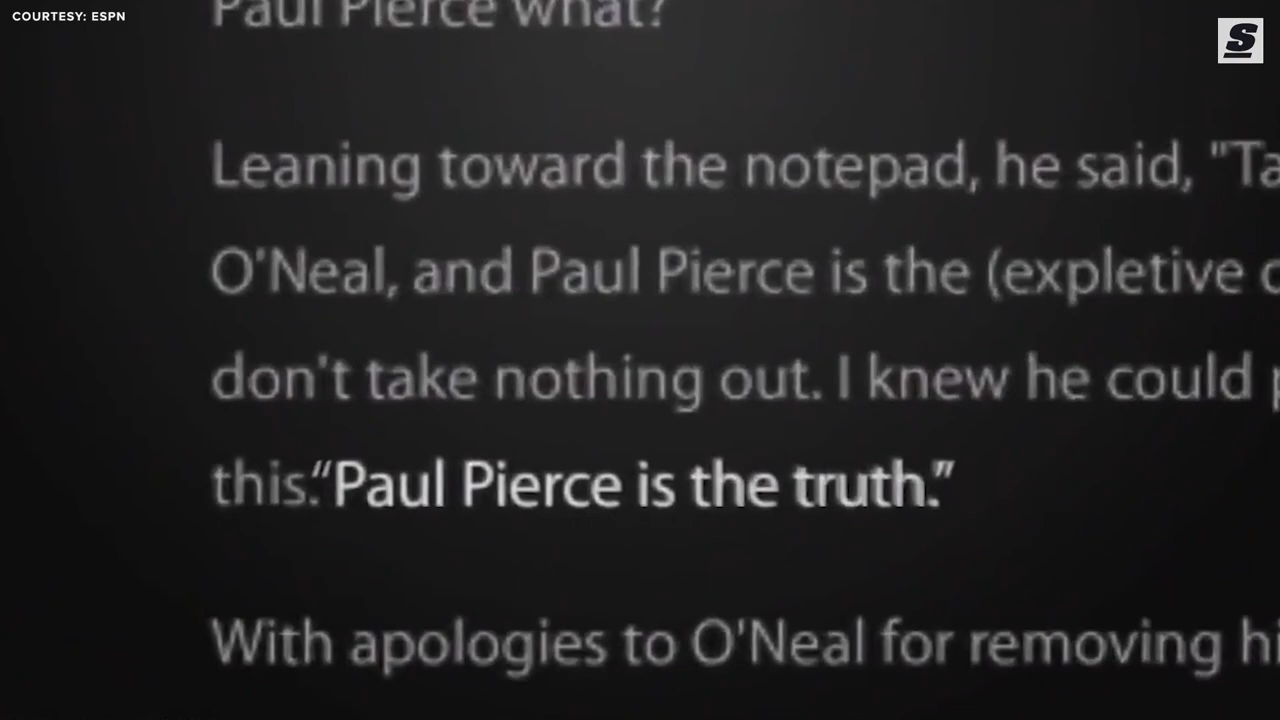 COURTESY: ESPN
S
Paul Pierce what?
Leaning toward the notepad, he said, "Ta
O'Neal, and Paul Pierce is the (expletive
don't take nothing out. I knew he could
this.“Paul Pierce is the truth.”
With apologies to O'Neal for removing hi